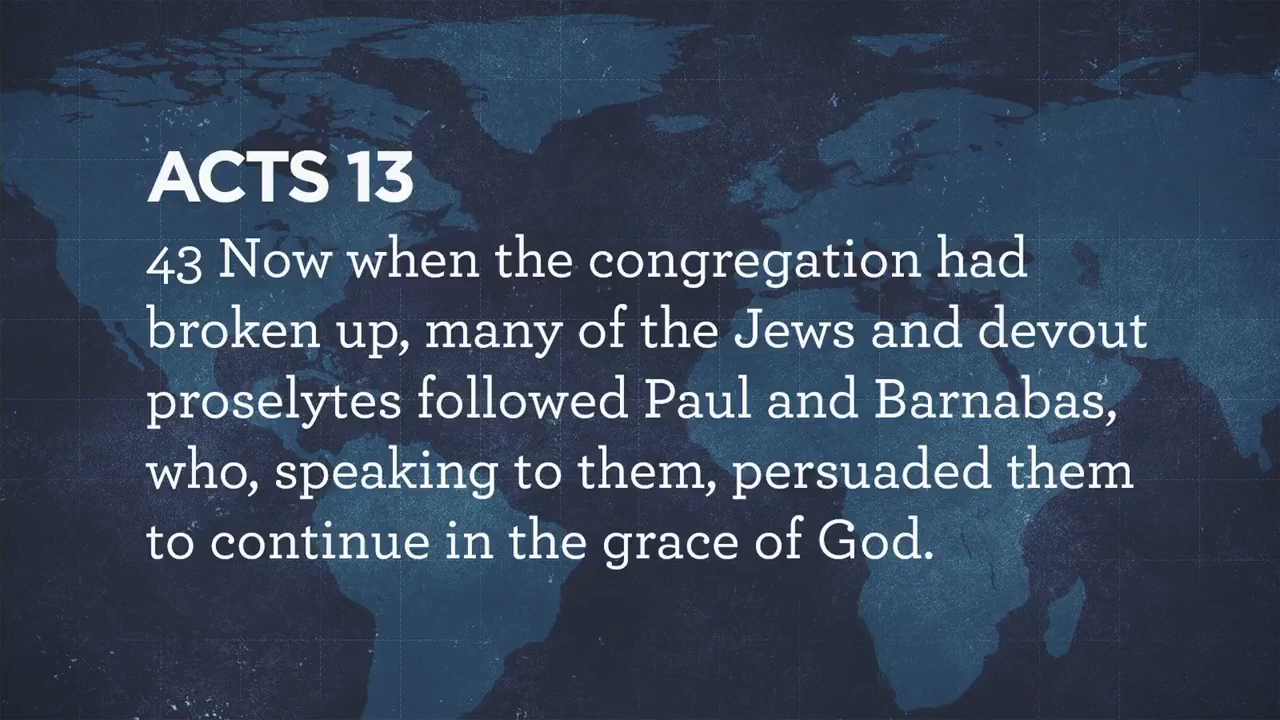 ACTS 13
43 Now when the congregation had
broken up, many of the Jews and devout
proselytes followed Paul and Barnabas,
who, speaking to them, persuaded them
to continue in the grace of God.